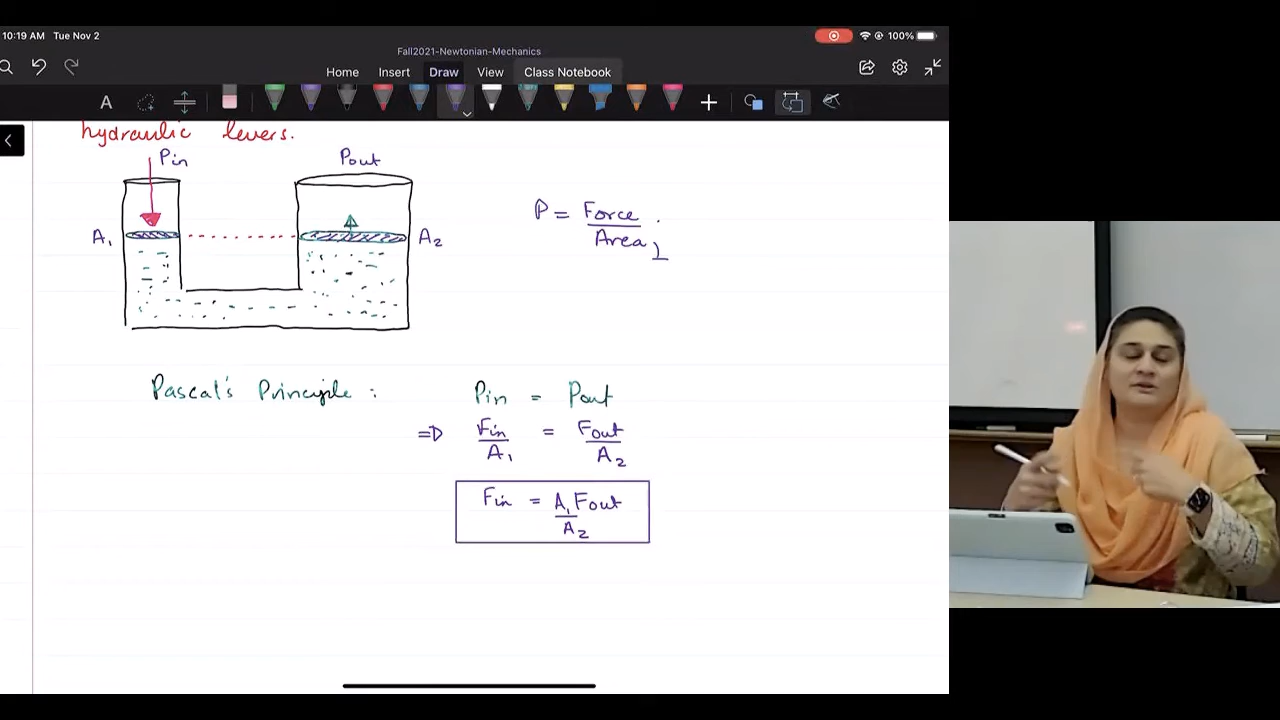 10:19 AM Tue Nov 2
100%
Fall2021-Newtonian-Mechanics
Home Insert Draw View Class Notebook
A
hydraulic levers.
Pin Pout
A1 A2
P = Force
Area⊥
Pascal's Principle : Pin = Pout
=> Fin = Fout
A1 A2
Fin = A1 Fout
A2